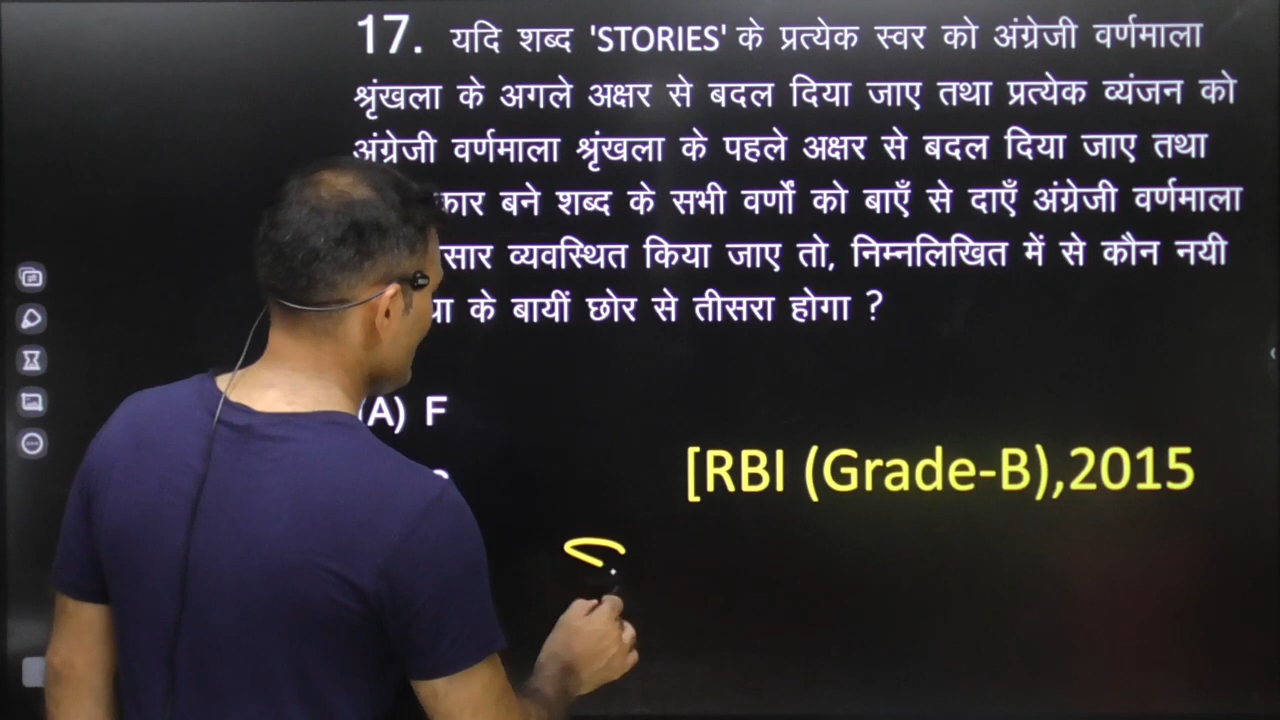 17. यदि शब्द 'STORIES' के प्रत्येक स्वर को अंग्रेजी वर्णमाला
श्रृंखला के अगले अक्षर से बदल दिया जाए तथा प्रत्येक व्यंजन को
अंग्रेजी वर्णमाला श्रृंखला के पहले अक्षर से बदल दिया जाए तथा
बने शब्द के सभी वर्णों को बाएँ से दाएँ अंग्रेजी वर्णमाला
व्यवस्थित किया जाए तो, निम्नलिखित में से कौन नयी
के बायीं छोर से तीसरा होगा ?
(A) F
[RBI (Grade-B),2015